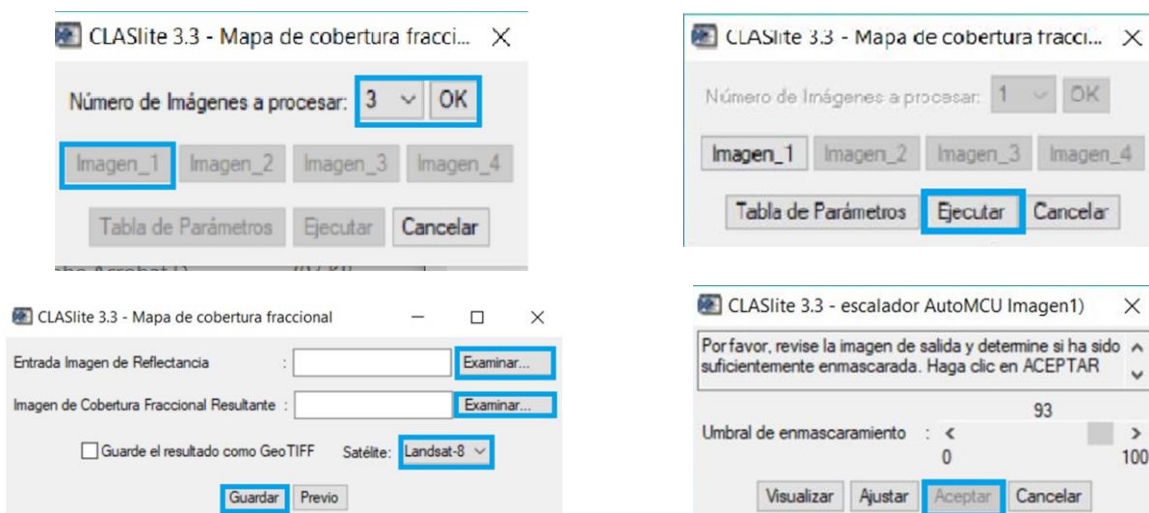 CLASlite 3.3 - Mapa de cobertura fracci...
Número de Imágenes a procesar: 3 OK
Imagen_1 Imagen_2 Imagen_3 Imagen_4
Tabla de Parámetros Ejecutar Cancelar
CLASlite 3.3 - Mapa de cobertura fracci...
Número de Imágenes a procesar: 1 OK
Imagen_1 Imagen_2 Imagen_3 Imagen_4
Tabla de Parámetros Ejecutar Cancelar
CLASlite 3.3 - Mapa de cobertura fraccional
Entrada Imagen de Reflectancia : Examinar...
Imagen de Cobertura Fraccional Resultante : Examinar...
Guarde el resultado como GeoTIFF Satélite: Landsat-8
Guardar Previo
CLASlite 3.3 - escalador AutoMCU Imagen1)
Por favor, revise la imagen de salida y determine si ha sido
suficientemente enmascarada. Haga clic en ACEPTAR
93
Umbral de enmascaramiento :
0 100
Visualizar Ajustar Aceptar Cancelar